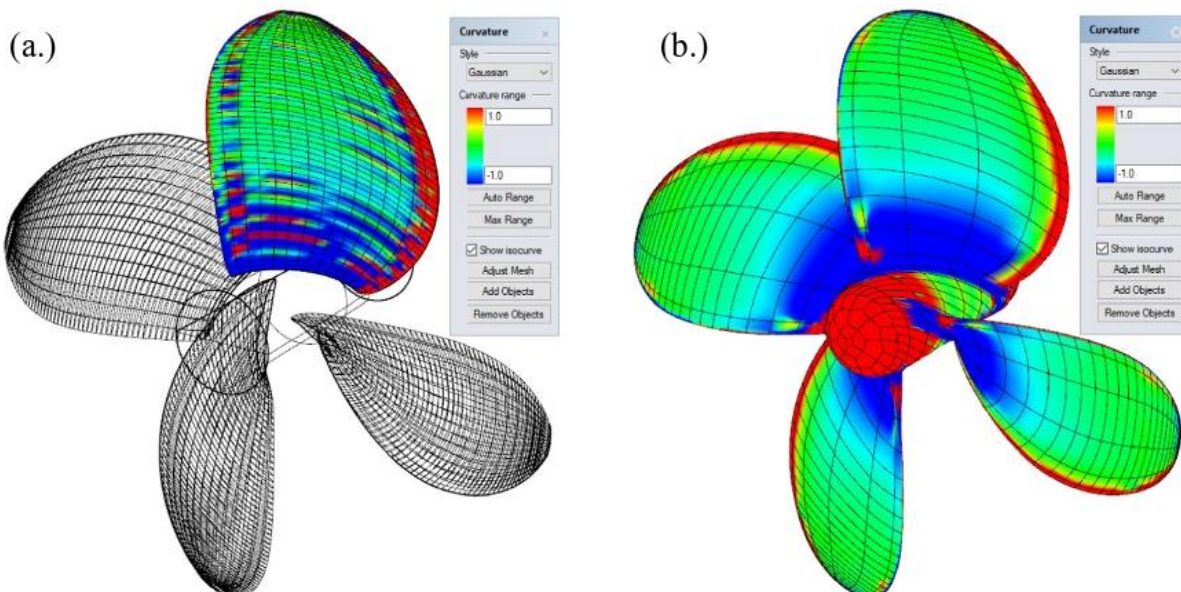 (a.)
Curvature
Style
Gaussian
Curvature range
1.0
-1.0
Auto Range
Max Range
Show isocurve
Adjust Mesh
Add Objects
Remove Objects
(b.)
Curvature
Style
Gaussian
Curvature range
1.0
-1.0
Auto Range
Max Range
Show isocurve
Adjust Mesh
Add Objects
Remove Objects